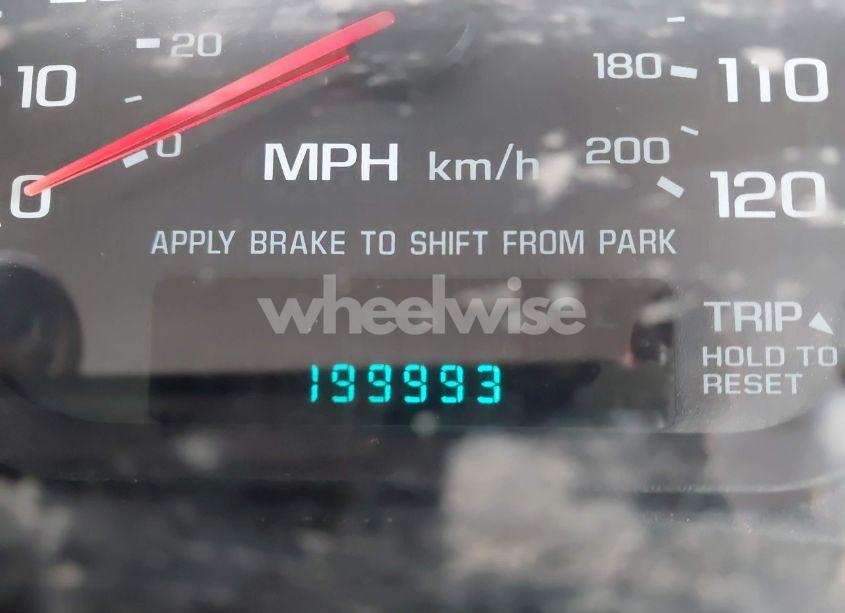 20
10
0
0
MPH km/h
180
110
200
120
APPLY BRAKE TO SHIFT FROM PARK
wheelwise
199993
TRIP
HOLD TO
RESET